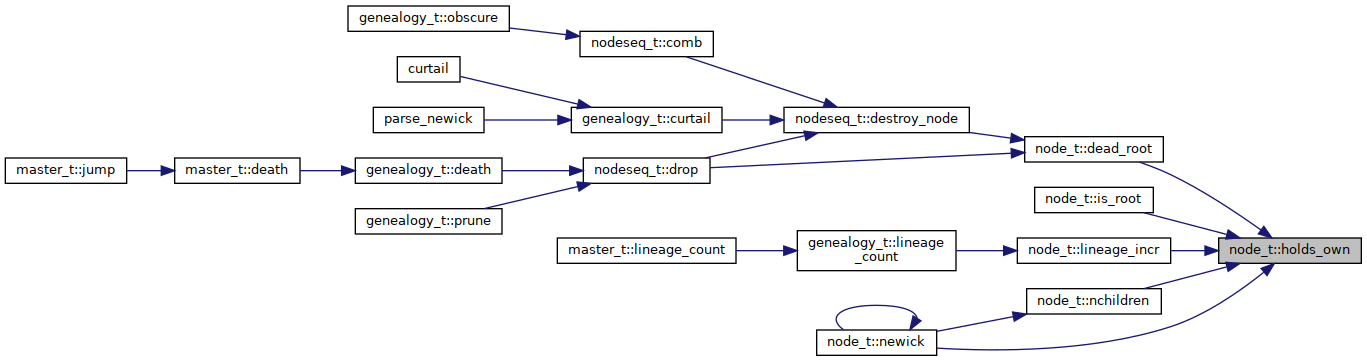 genealogy_t::obscure
nodeseq_t::comb
curtail
parse_newick
genealogy_t::curtail
nodeseq_t::destroy_node
node_t::dead_root
master_t::jump
master_t::death
genealogy_t::death
nodeseq_t::drop
node_t::is_root
genealogy_t::prune
master_t::lineage_count
genealogy_t::lineage
_count
node_t::lineage_incr
node_t::holds_own
node_t::nchildren
node_t::newick